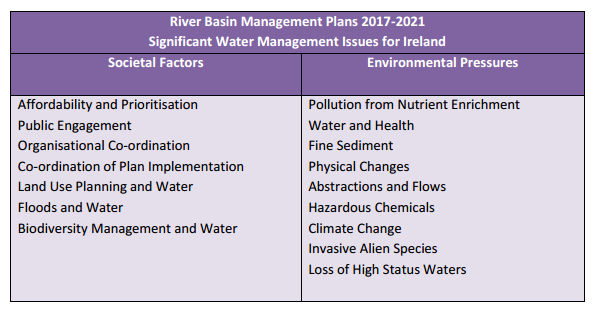 River Basin Management Plans 2017-2021
Significant Water Management Issues for Ireland
Societal Factors
Environmental Pressures
Affordability and Prioritisation
Public Engagement
Organisational Co-ordination
Co-ordination of Plan Implementation
Land Use Planning and Water
Floods and Water
Biodiversity Management and Water
Pollution from Nutrient Enrichment
Water and Health
Fine Sediment
Physical Changes
Abstractions and Flows
Hazardous Chemicals
Climate Change
Invasive Alien Species
Loss of High Status Waters